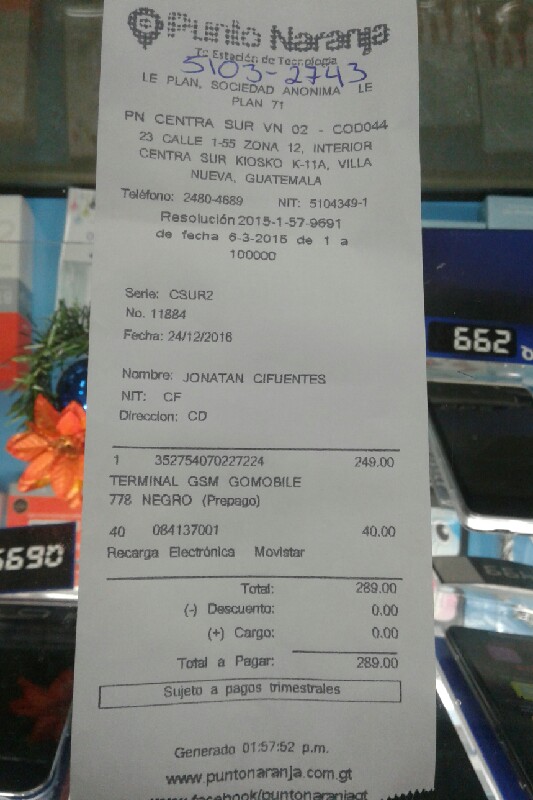 Punto Naranja
Tu Estación de Tecnología
5103-2743
LE PLAN, SOCIEDAD ANONIMA LE
PLAN 71
PN CENTRA SUR VN 02 - COD044
23 CALLE 1-55 ZONA 12, INTERIOR
CENTRA SUR KIOSKO K-11A, VILLA
NUEVA, GUATEMALA
Teléfono: 2480-4689 NIT: 5104349-1
Resolución 2015-1-57-9691
de fecha 6-3-2015 de 1 a
100000
Serie: CSUR2
No. 11884
Fecha: 24/12/2016
Nombre: JONATAN CIFUENTES
NIT: CF
Direccion: CD
1 352754070227224 249.00
TERMINAL GSM GOMOBILE
778 NEGRO (Prepago)
40 084137001 40.00
Recarga Electrónica Movistar
Total: 289.00
(-) Descuento: 0.00
(+) Cargo: 0.00
Total a Pagar: 289.00
Sujeto a pagos trimestrales
Generado 01:57:52 p.m.
www.puntonaranja.com.gt
www.facebook/puntonaranjagt
662
6690